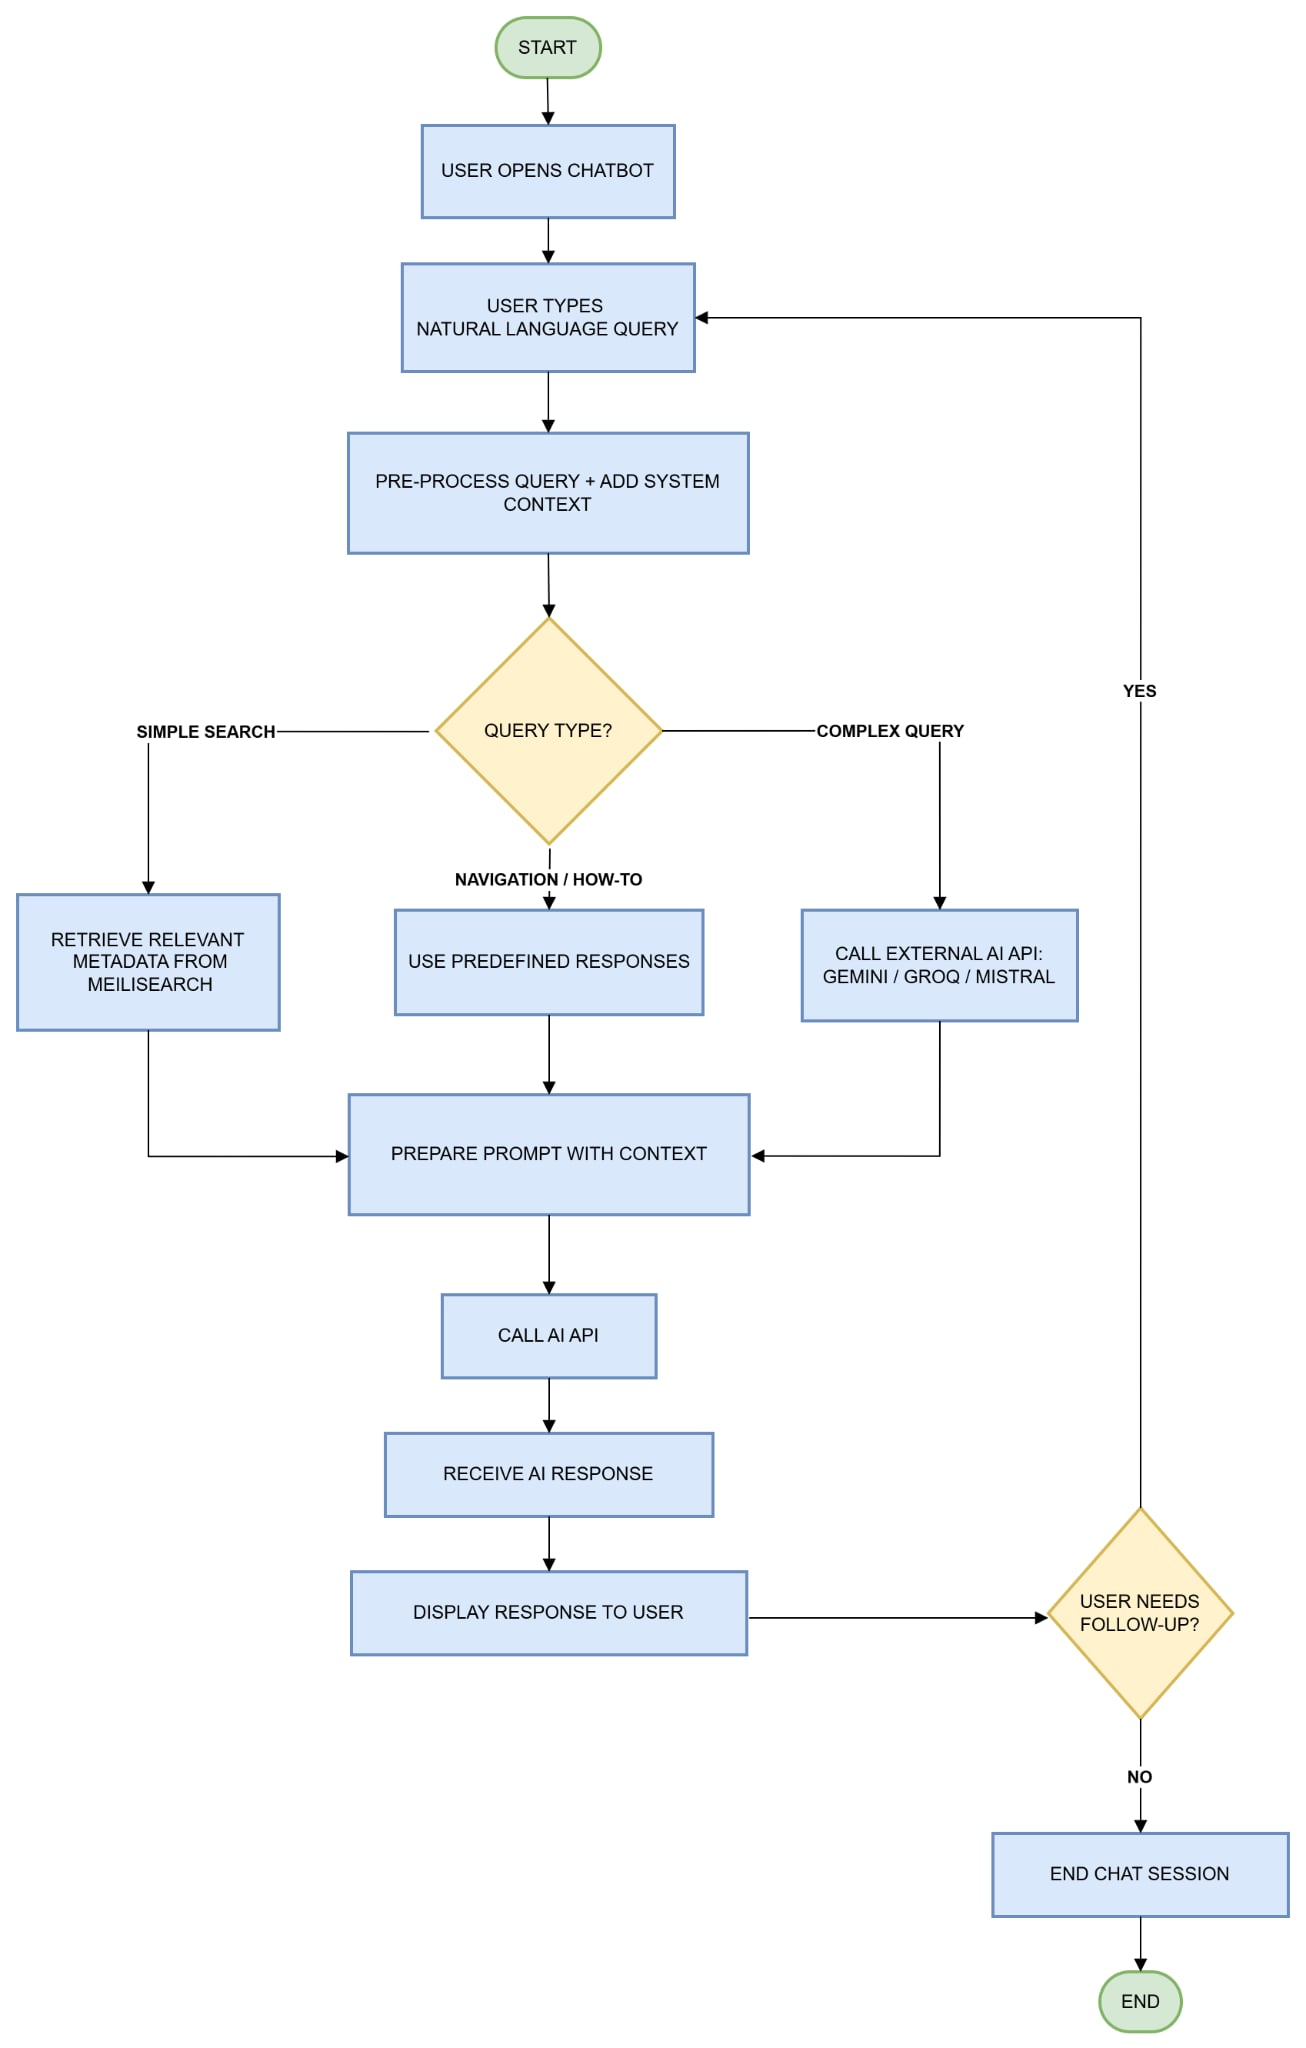 START
USER OPENS CHATBOT
USER TYPES
NATURAL LANGUAGE QUERY
PRE-PROCESS QUERY + ADD SYSTEM
CONTEXT
YES
QUERY TYPE?
SIMPLE SEARCH
COMPLEX QUERY
NAVIGATION / HOW-TO
RETRIEVE RELEVANT
METADATA FROM
MEILISEARCH
USE PREDEFINED RESPONSES
CALL EXTERNAL AI API:
GEMINI / GROQ / MISTRAL
PREPARE PROMPT WITH CONTEXT
CALL AI API
RECEIVE AI RESPONSE
DISPLAY RESPONSE TO USER
USER NEEDS
FOLLOW-UP?
NO
END CHAT SESSION
END